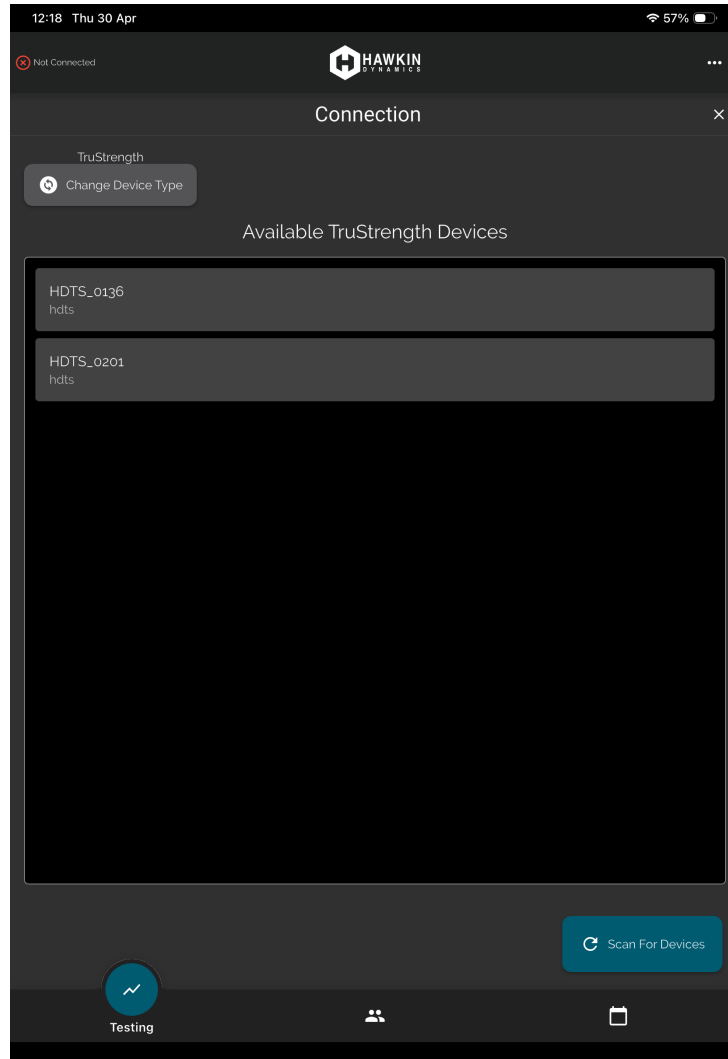 12:18 Thu 30 Apr
57%
Not Connected
HAWKIN
DYNAMICS
Connection
TruStrength
Change Device Type
Available TruStrength Devices
HDTS_0136
hdts
HDTS_0201
hdts
Scan For Devices
Testing